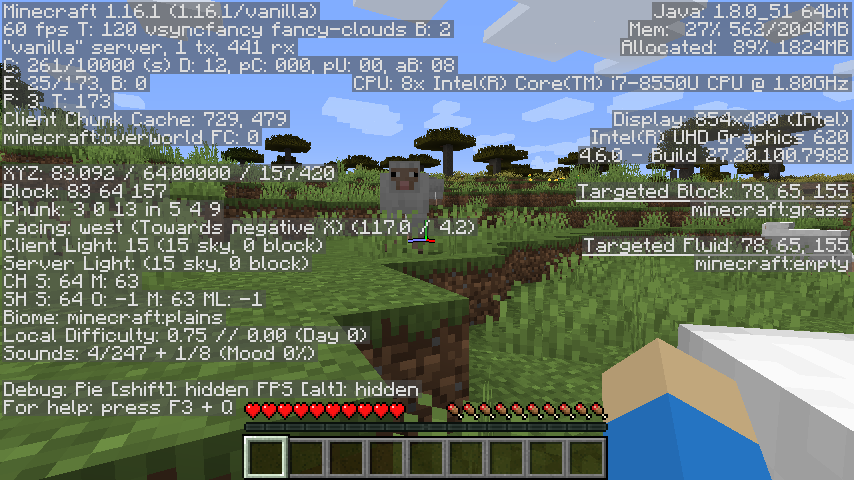 Minecraft 1.16.1 (1.16.1/vanilla)
60 fps T: 120 vsyncfancy fancy-clouds B: 2
"vanilla" server, 1 tx, 441 rx
C: 261/10000 (s) D: 12, pC: 000, pU: 00, aB: 08
E: 25/173, B: 0
P: 3. T: 173
Client Chunk Cache: 729, 479
minecraft:overworld FC: 0
XYZ: 83.092 / 64.00000 / 157.420
Block: 83 64 157
Chunk: 3 0 13 in 5 4 9
Facing: west (Towards negative X) (117.0 / 4.2)
Client Light: 15 (15 sky, 0 block)
Server Light: (15 sky, 0 block)
CH S: 64 M: 63
SH S: 64 O: -1 M: 63 ML: -1
Biome: minecraft:plains
Local Difficulty: 0.75 // 0.00 (Day 0)
Sounds: 4/247 + 1/8 (Mood 0%)
Debug: Pie [shift]: hidden FPS [alt]: hidden
For help: press F3 + Q
Java: 1.8.0_51 64bit
Mem: 27% 563/2048MB
Allocated: 89% 1824MB
CPU: 8x Intel(R) Core(TM) i7-8550U CPU @ 1.80GHz
Display: 854x480 (Intel)
Intel(R) UHD Graphics 620
4.6.0 - Build 27.20.100.7988
Targeted Block: 78, 65, 155
minecraft:grass
Targeted Fluid: 78, 65, 155
minecraft:empty